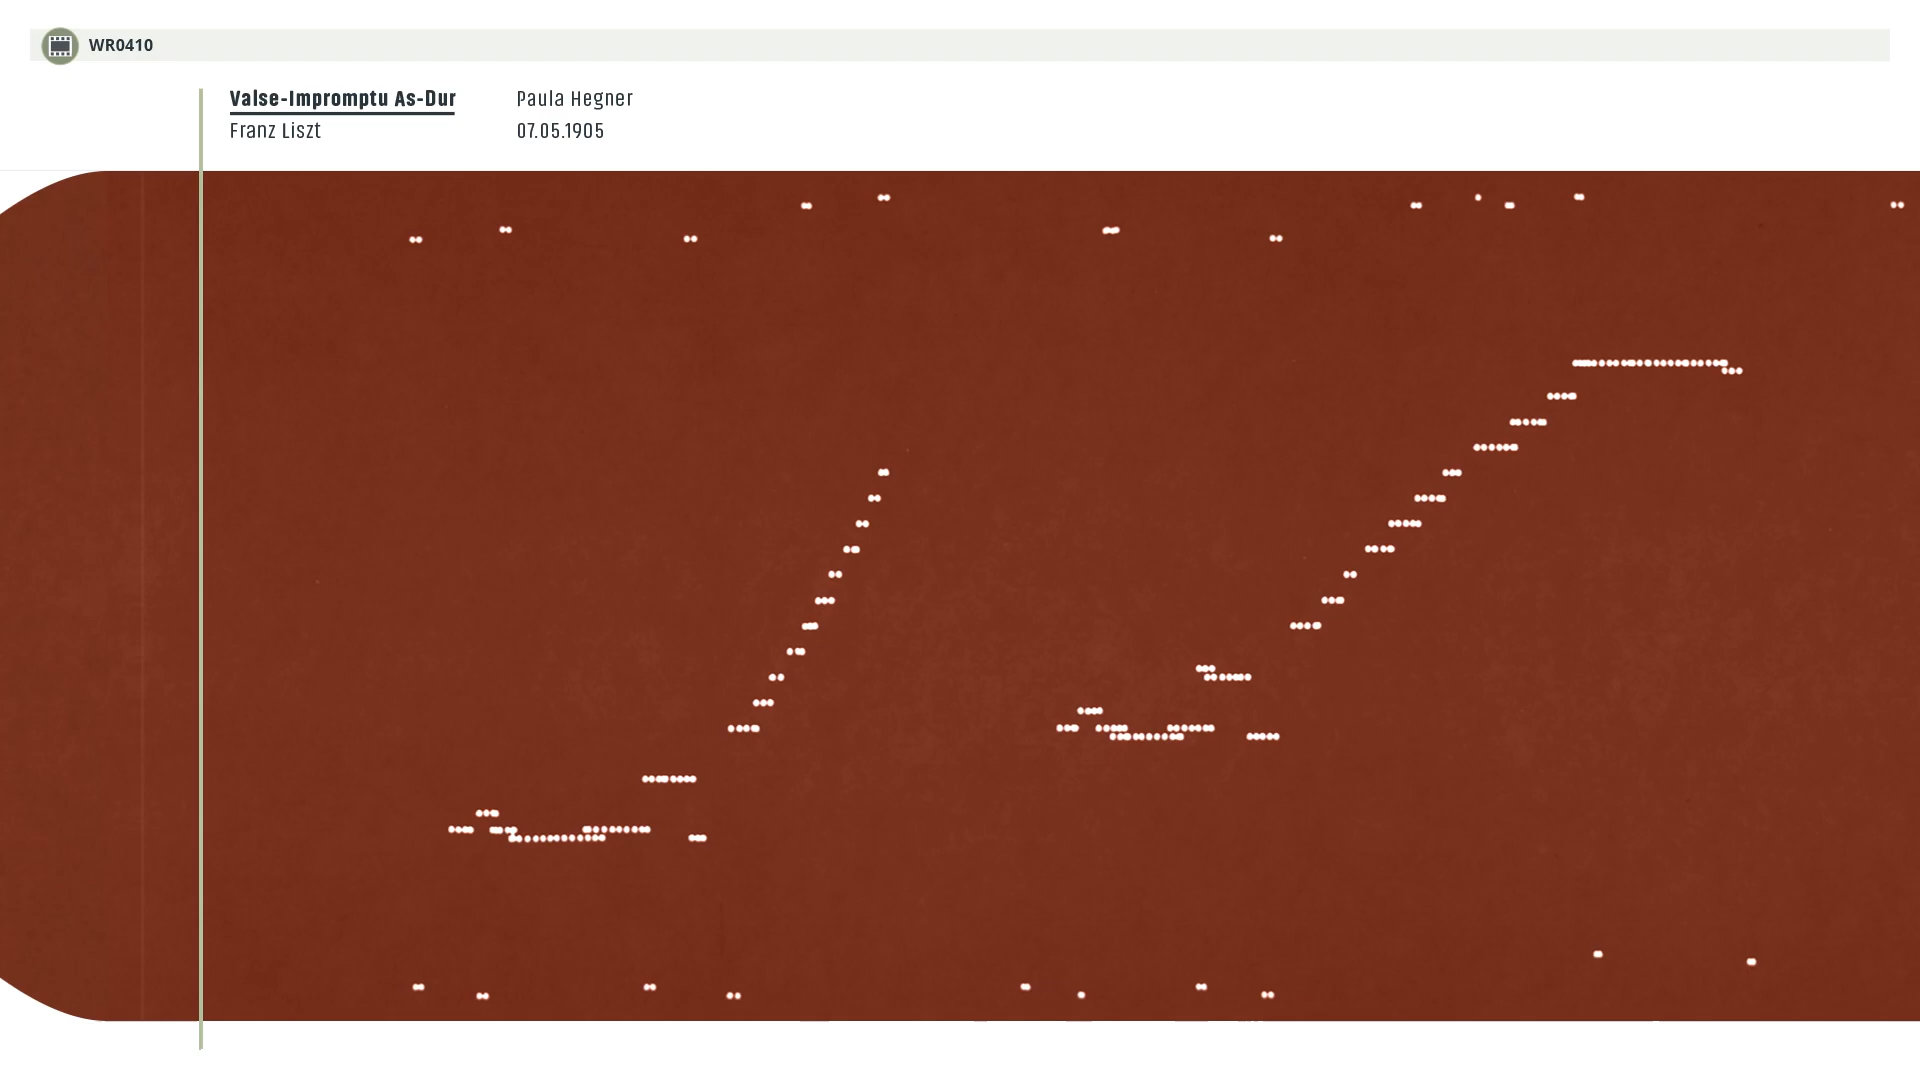 WR0410
Valse-Impromptu As-Dur
Franz Liszt
Paula Hegner
07.05.1905